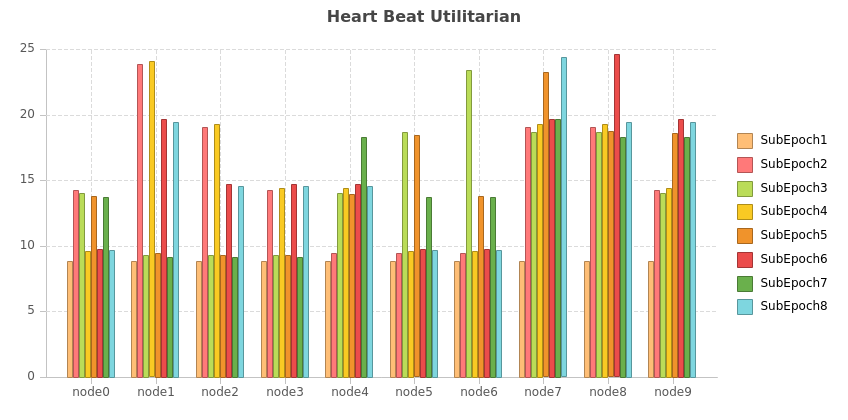 Heart Beat Utilitarian
25
20
15
10
5
0
node0 node1 node2 node3 node4 node5 node6 node7 node8 node9
SubEpoch1
SubEpoch2
SubEpoch3
SubEpoch4
SubEpoch5
SubEpoch6
SubEpoch7
SubEpoch8